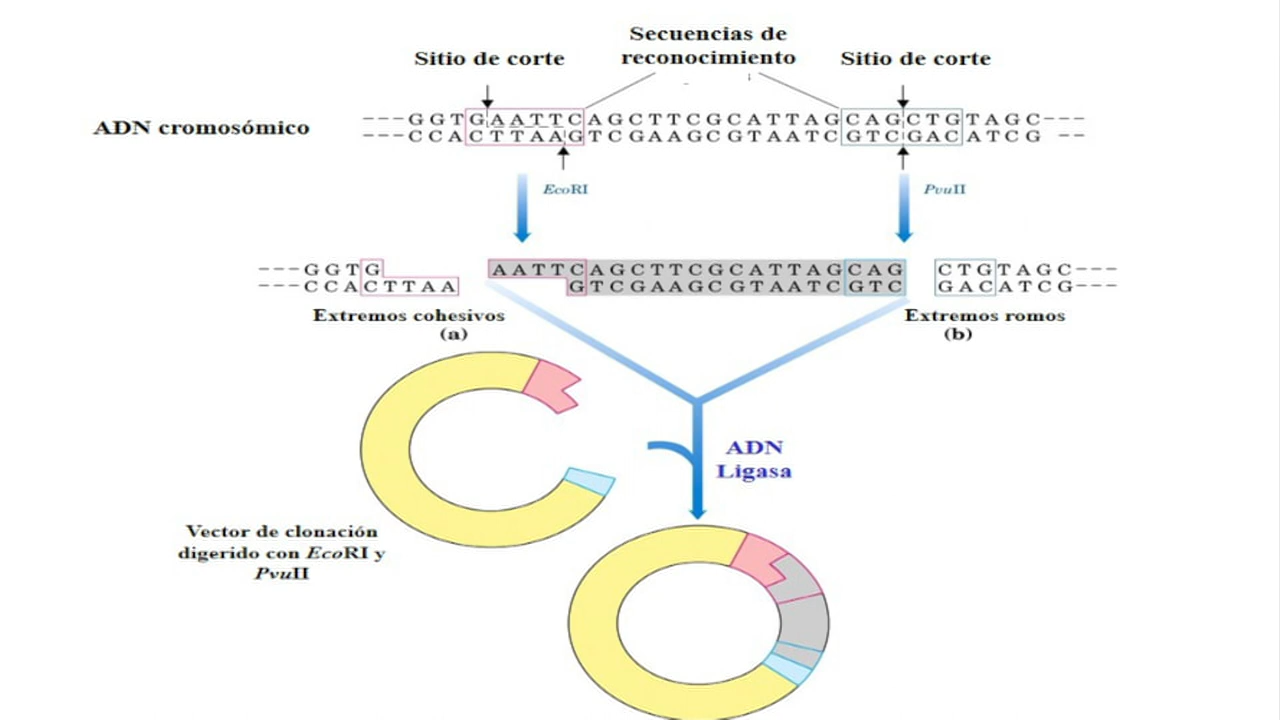 Secuencias de
reconocimiento
Sitio de corte
Sitio de corte
ADN cromosómico
---GGTGAATTCAGCTTCGCATTAGCAGCTGTAGC---
---CCACTTAAGTCGAAGCGTAATCGTCGACATCG --
EcoRI
PvuII
---GGTG
---CCACTTAA
AATTCAGCTTCGCATTAGCAG
GTCGAAGCGTAATCGTC
CTGTAGC---
GACATCG---
Extremos cohesivos
(a)
Extremos romos
(b)
ADN
Ligasa
Vector de clonación
digerido con EcoRI y
PvuII